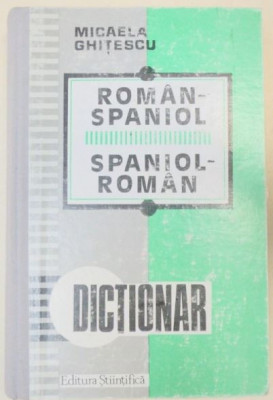 MICAELA
GHIȚESCU
ROMÂN-
SPANIOL
SPANIOL-
ROMÂN
DICTIONAR
Editura Științifică